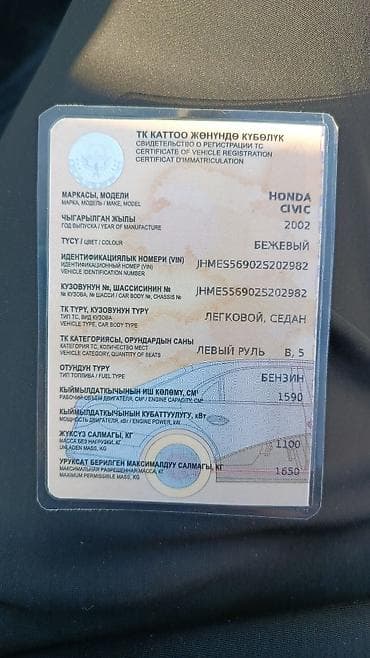 ТК КАТТОО ЖӨНҮНДӨ КҮБӨЛҮК
СВИДЕТЕЛЬСТВО О РЕГИСТРАЦИИ ТС
CERTIFICATE OF VEHICLE REGISTRATION
CERTIFICAT D'IMMATRICULATION
МАРКАСЫ, МОДЕЛИ
МАРКА, МОДЕЛЬ / MAKE, MODEL
HONDA
CIVIC
ЧЫГАРЫЛГАН ЖЫЛЫ
ГОД ВЫПУСКА / YEAR OF MANUFACTURE
2002
ТҮСҮ / ЦВЕТ / COLOUR
БЕЖЕВЫЙ
ИДЕНТИФИКАЦИЯЛЫК НОМЕРИ (VIN)
ИДЕНТИФИКАЦИОННЫЙ НОМЕР (VIN)
VEHICLE IDENTIFICATION NUMBER
JHMES56902S202982
КУЗОВУНУН №, ШАССИСИНИН №
№ КУЗОВА, № ШАССИ / CAR BODY №, CHASSIS №
JHMES56902S202982
ТК ТҮРҮ, КУЗОВУНУН ТҮРҮ
ТИП ТС, ВИД КУЗОВА
VEHICLE TYPE, CAR BODY TYPE
ЛЕГКОВОЙ, СЕДАН
ТК КАТЕГОРИЯСЫ, ОРУНДАРДЫН САНЫ
КАТЕГОРИЯ ТС, КОЛИЧЕСТВО МЕСТ
VEHICLE CATEGORY, QUANTITY OF SEATS
ЛЕВЫЙ РУЛЬ B, 5
ОТУНДУН ТҮРҮ
ТИП ТОПЛИВА / FUEL TYPE
БЕНЗИН
КЫЙМЫЛДАТКЫЧЫНЫН ИШ КӨЛӨМҮ, СМ³
РАБОЧИЙ ОБЪЕМ ДВИГАТЕЛЯ, СМ³ / ENGINE CAPACITY, CM³
1590
КЫЙМЫЛДАТКЫЧЫНЫН КУБАТТУУЛУГУ, кВт
МОЩНОСТЬ ДВИГАТЕЛЯ, кВт / ENGINE POWER, kW.
ЖҮКСҮЗ САЛМАГЫ, КГ
МАССА БЕЗ НАГРУЗКИ, КГ
UNLADEN MASS, KG
1100
УРУКСАТ БЕРИЛГЕН МАКСИМАЛДУУ САЛМАГЫ, КГ
МАКСИМАЛЬНАЯ РАЗРЕШЕННАЯ МАССА, КГ
MAXIMUM PERMISSIBLE MASS, KG
1650